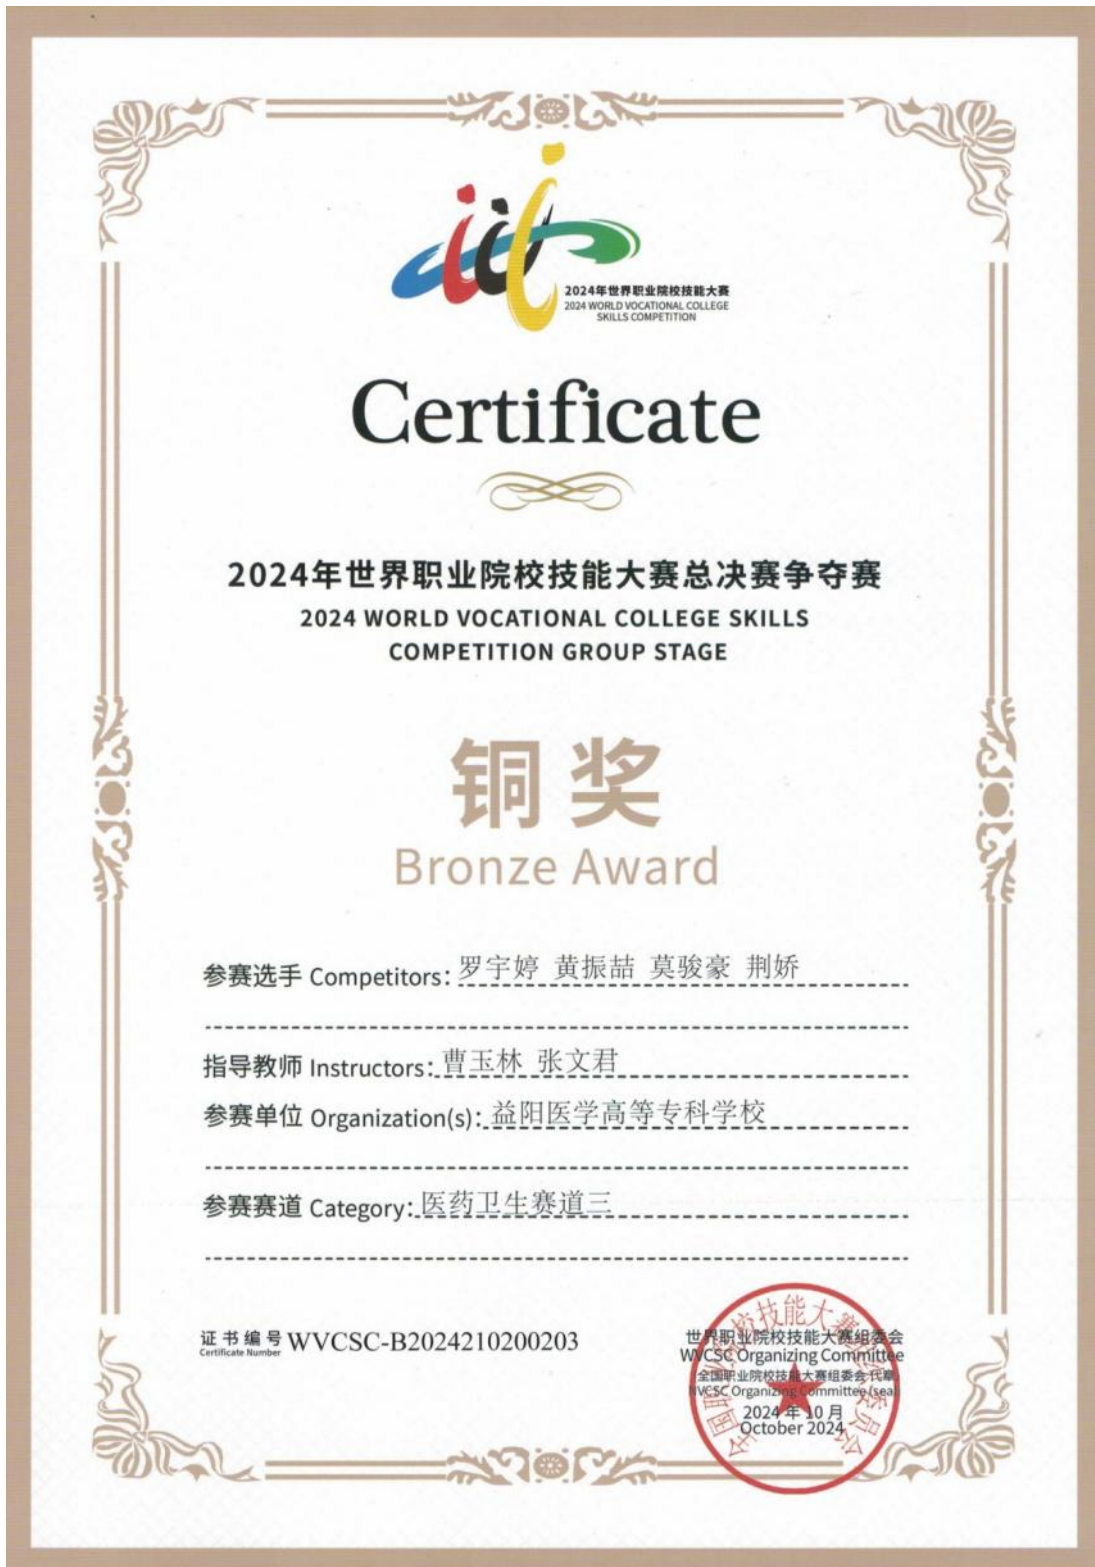 2024年世界职业院校技能大赛
2024 WORLD VOCATIONAL COLLEGE
SKILLS COMPETITION
Certificate
2024年世界职业院校技能大赛总决赛争夺赛
2024 WORLD VOCATIONAL COLLEGE SKILLS
COMPETITION GROUP STAGE
铜奖
Bronze Award
参赛选手 Competitors: 罗宇婷 黄振喆 莫骏豪 荆娇
指导教师 Instructors: 曹玉林 张文君
参赛单位 Organization(s): 益阳医学高等专科学校
参赛赛道 Category: 医药卫生赛道三
证书编号 WVCSC-B2024210200203
Certificate Number
世界职业院校技能大赛组委会
WVCSC Organizing Committee
全国职业院校技能大赛组委会 代章
NVCSC Organizing Committee (seal)
2024 年 10 月
October 2024